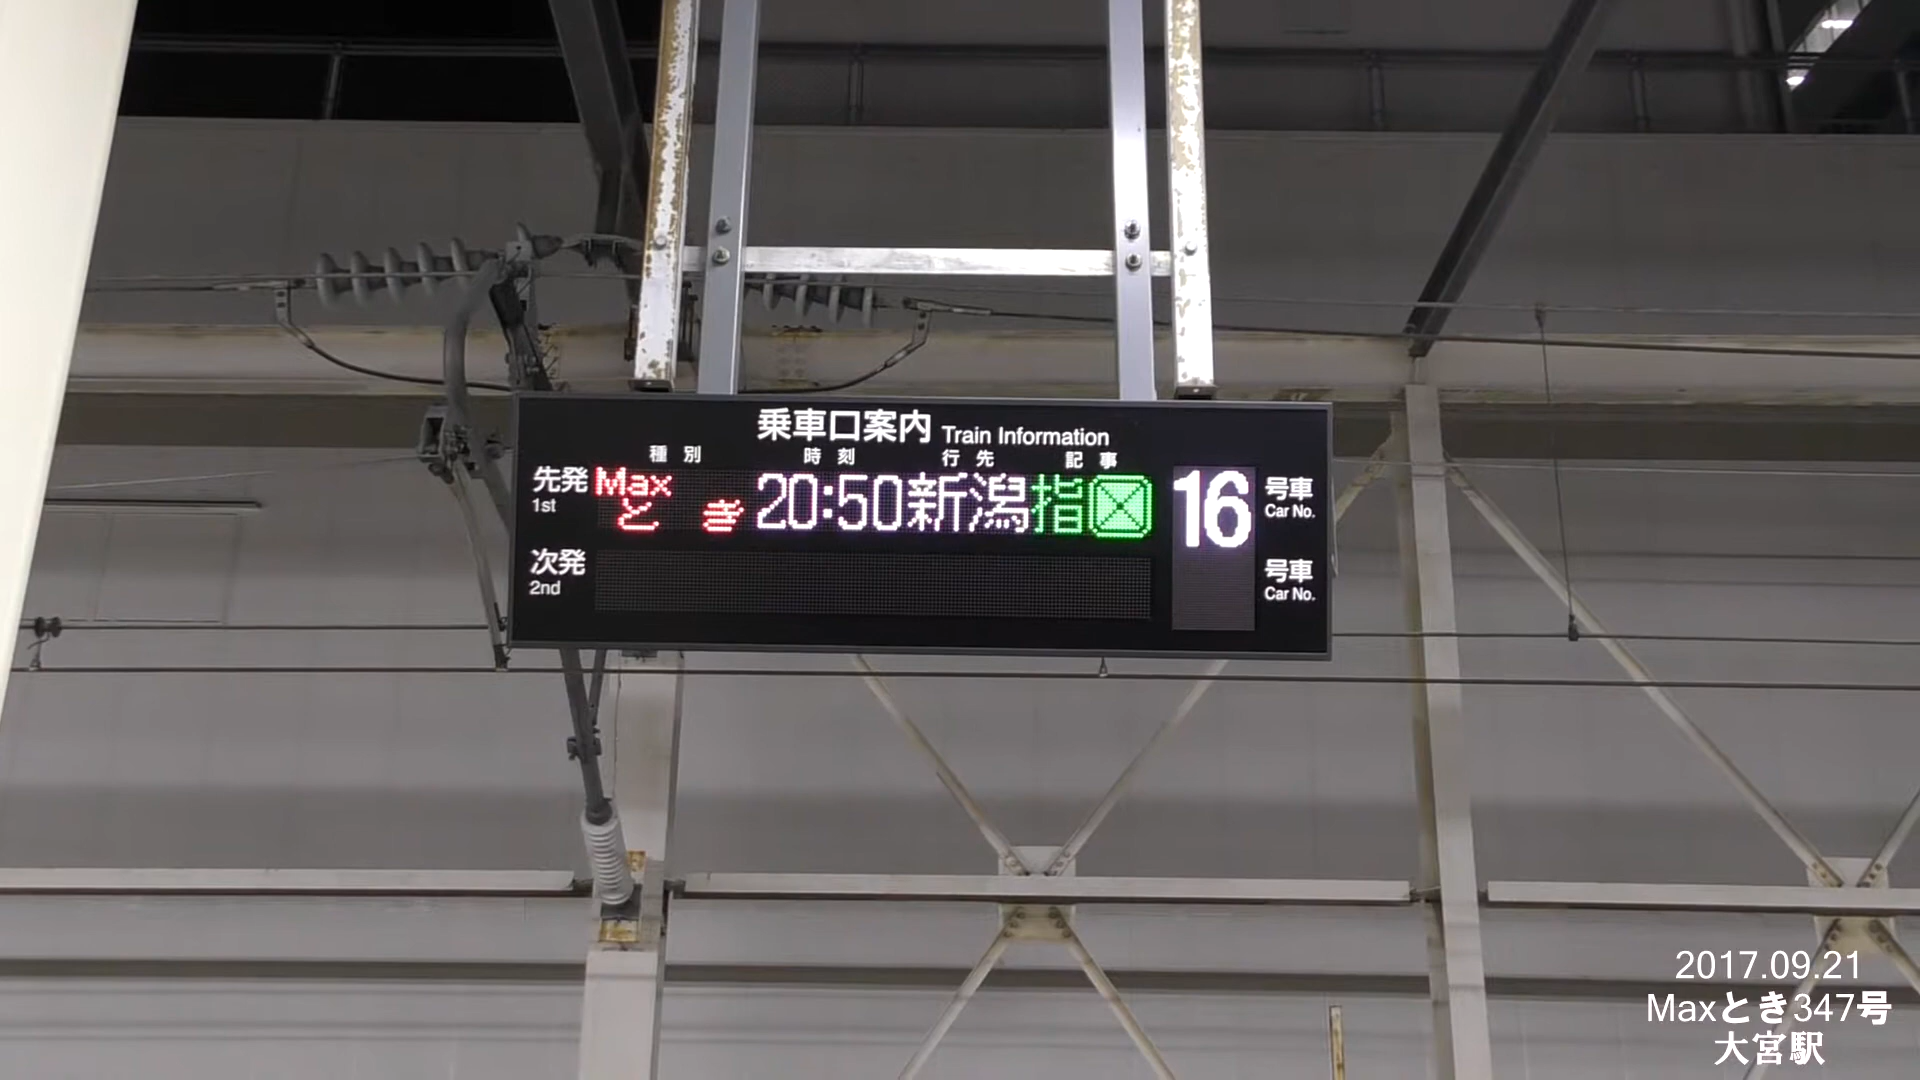 乗車口案内 Train Information
種別 時刻 行先 記事
先発 Max とき 20:50 新潟 指 16 号車
1st Car No.
次発 号車
2nd Car No.
2017.09.21
Maxとき347号
大宮駅